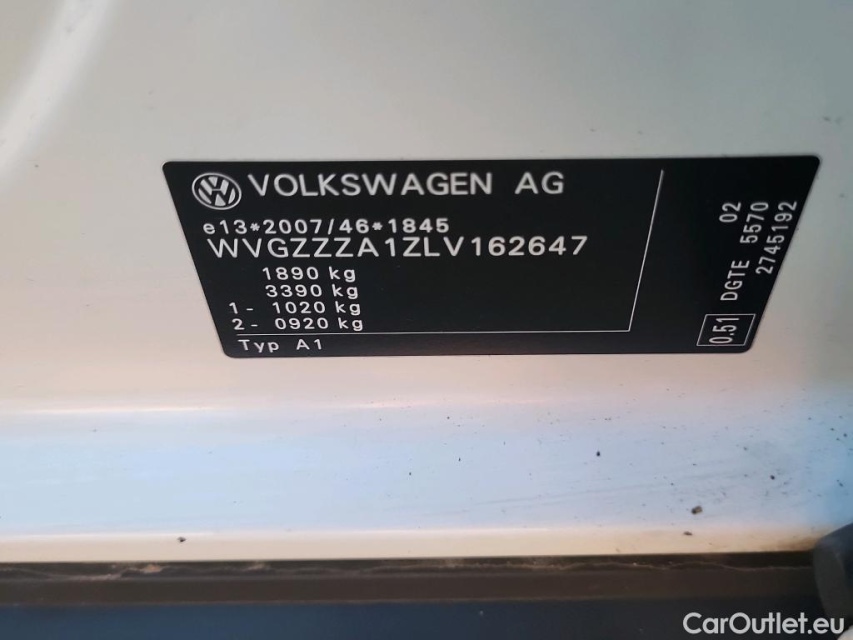 VOLKSWAGEN AG
e13*2007/46*1845
WVGZZZA1ZLV162647
1890 kg
3390 kg
1- 1020 kg
2- 0920 kg
Typ A1
02
DGTE 5570
2745192
0.51
CarOutlet.eu